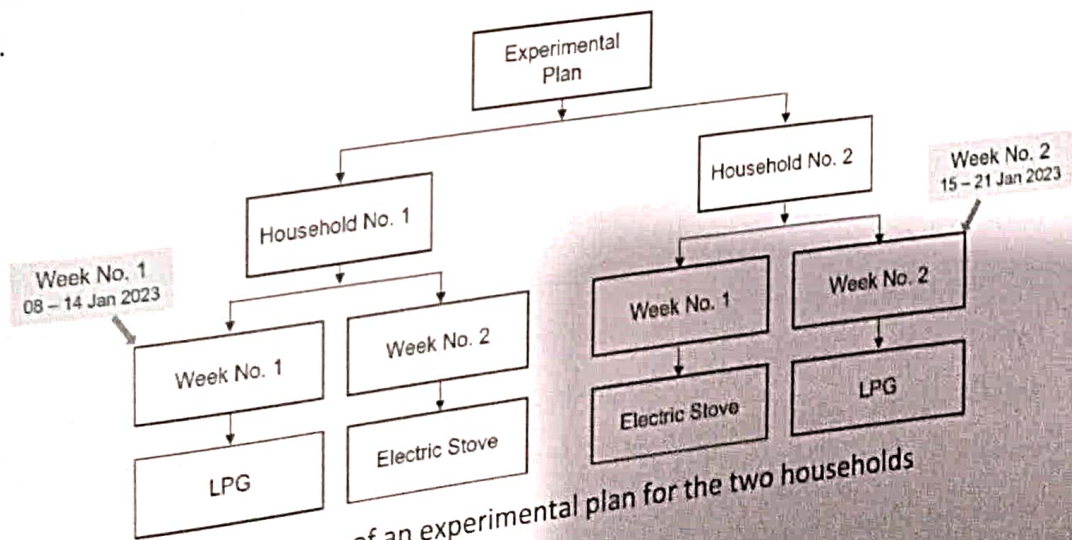 Experimental
Plan
Household No. 1
Household No. 2
Week No. 2
15 – 21 Jan 2023
Week No. 1
08 – 14 Jan 2023
Week No. 1
Week No. 2
Week No. 1
Week No. 2
LPG
Electric Stove
Electric Stove
LPG
of an experimental plan for the two households